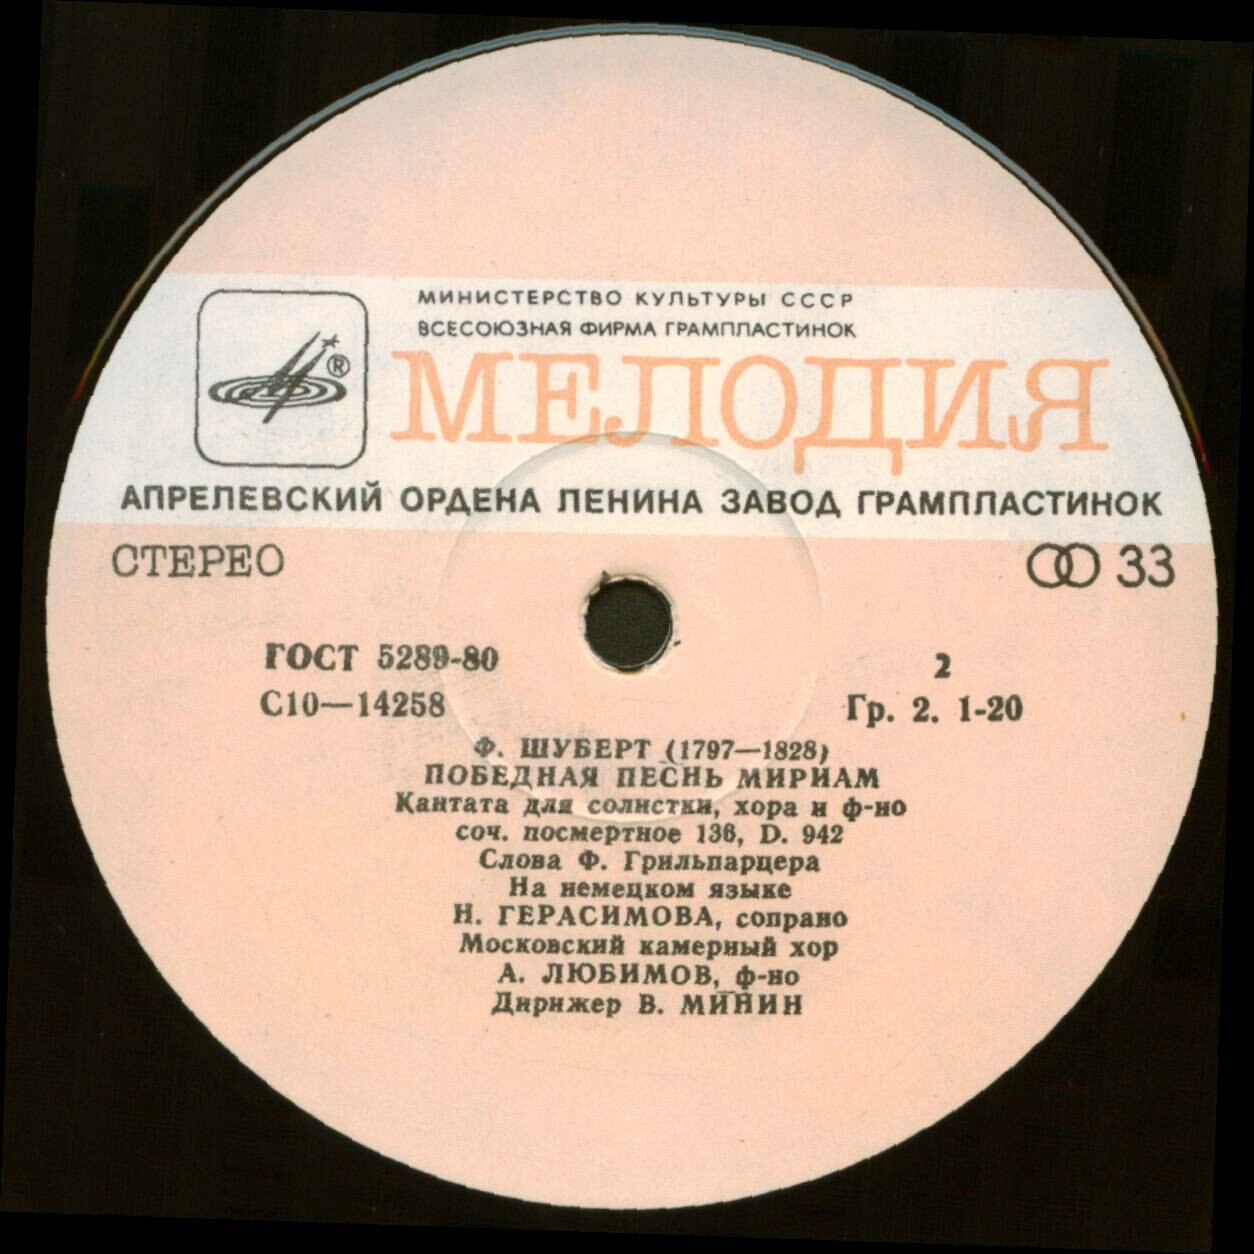 МИНИСТЕРСТВО КУЛЬТУРЫ СССР
ВСЕСОЮЗНАЯ ФИРМА ГРАМПЛАСТИНОК
®
МЕЛОДИЯ
АПРЕЛЕВСКИЙ ОРДЕНА ЛЕНИНА ЗАВОД ГРАМПЛАСТИНОК
СТЕРЕО
33
ГОСТ 5289-80
2
С10—14258
Гр. 2. 1-20
Ф. ШУБЕРТ (1797—1828)
ПОБЕДНАЯ ПЕСНЬ МИРИАМ
Кантата для солистки, хора и ф-но
соч. посмертное 136, D. 942
Слова Ф. Грильпарцера
На немецком языке
Н. ГЕРАСИМОВА, сопрано
Московский камерный хор
А. ЛЮБИМОВ, ф-но
Дирижер В. МИНИН